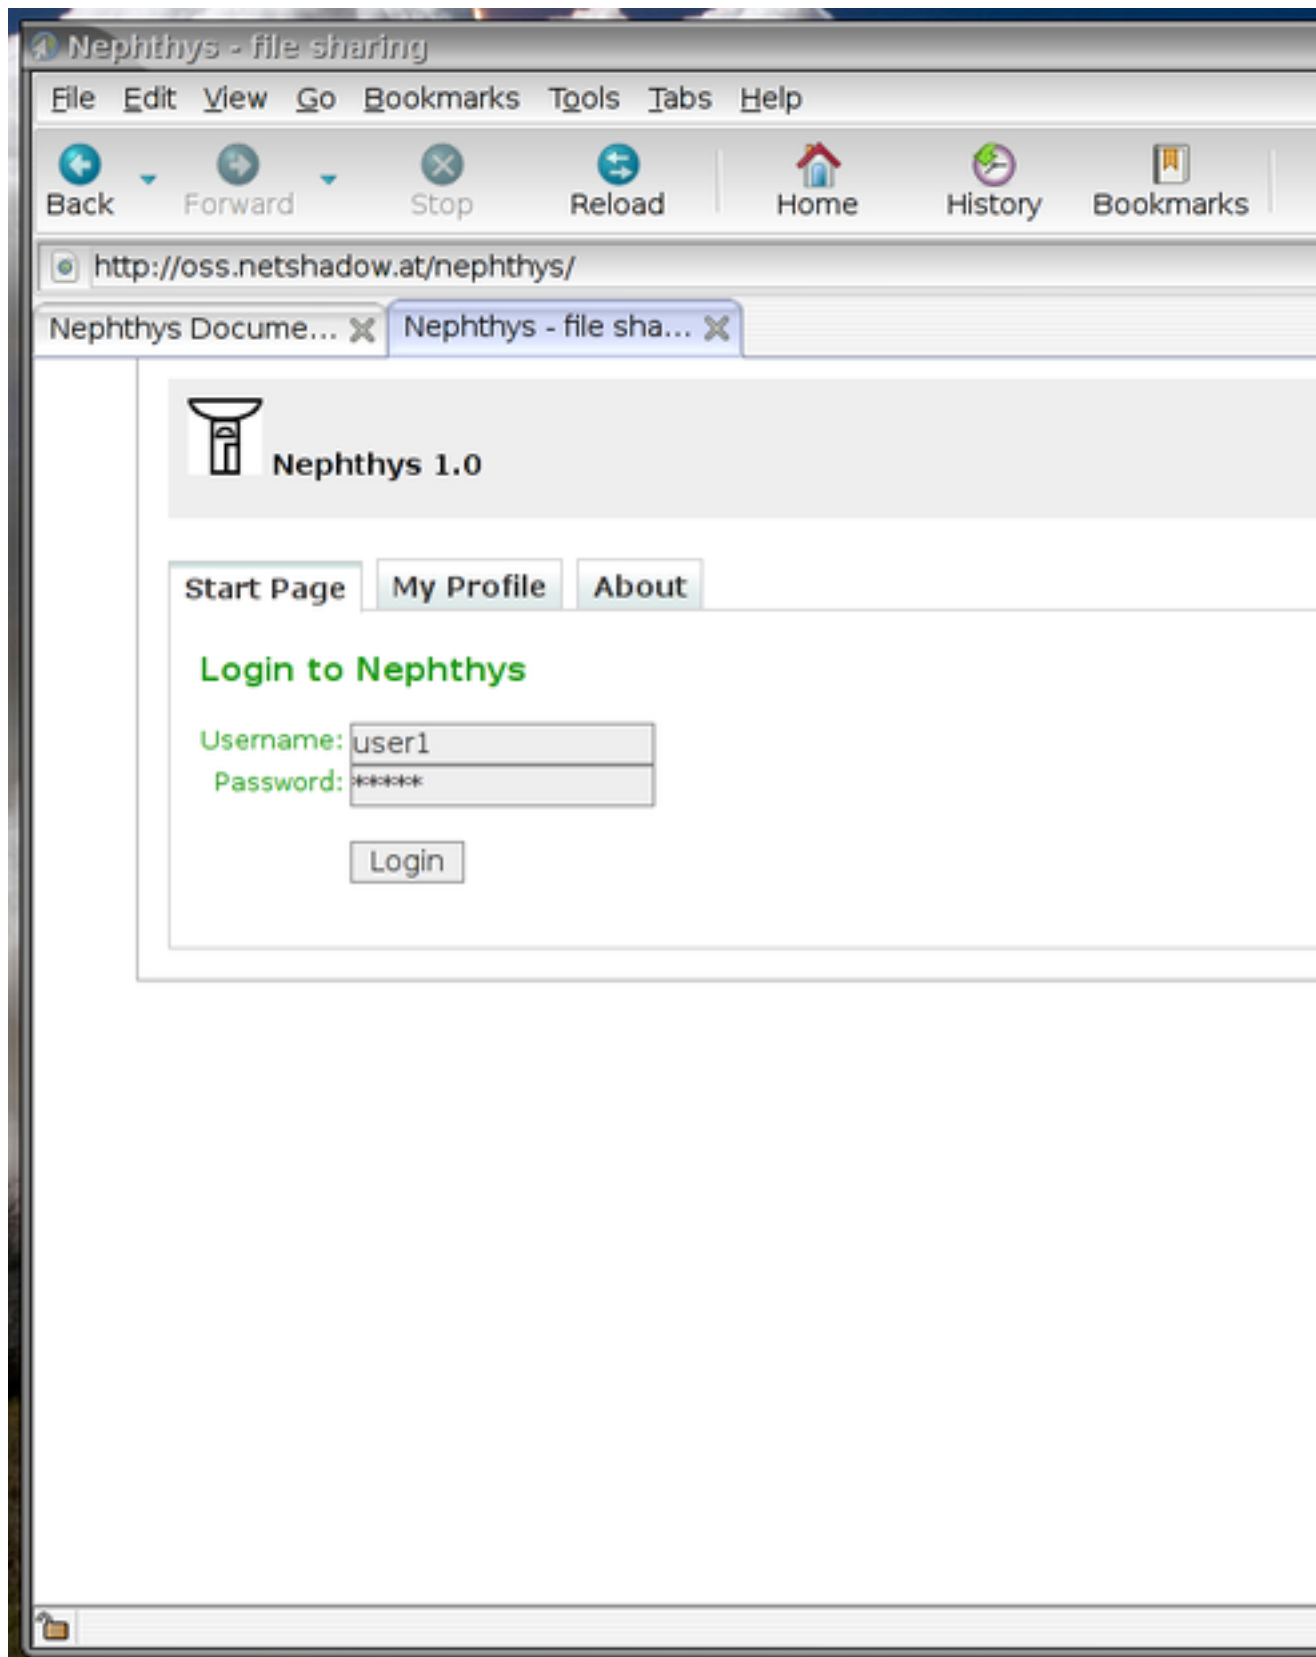 Nephthys - file sharing
File Edit View Go Bookmarks Tools Tabs Help
Back Forward Stop Reload Home History Bookmarks
http://oss.netshadow.at/nephthys/
Nephthys Docume... Nephthys - file sha...
Nephthys 1.0
Start Page My Profile About
Login to Nephthys
Username: user1
Password: *****
Login